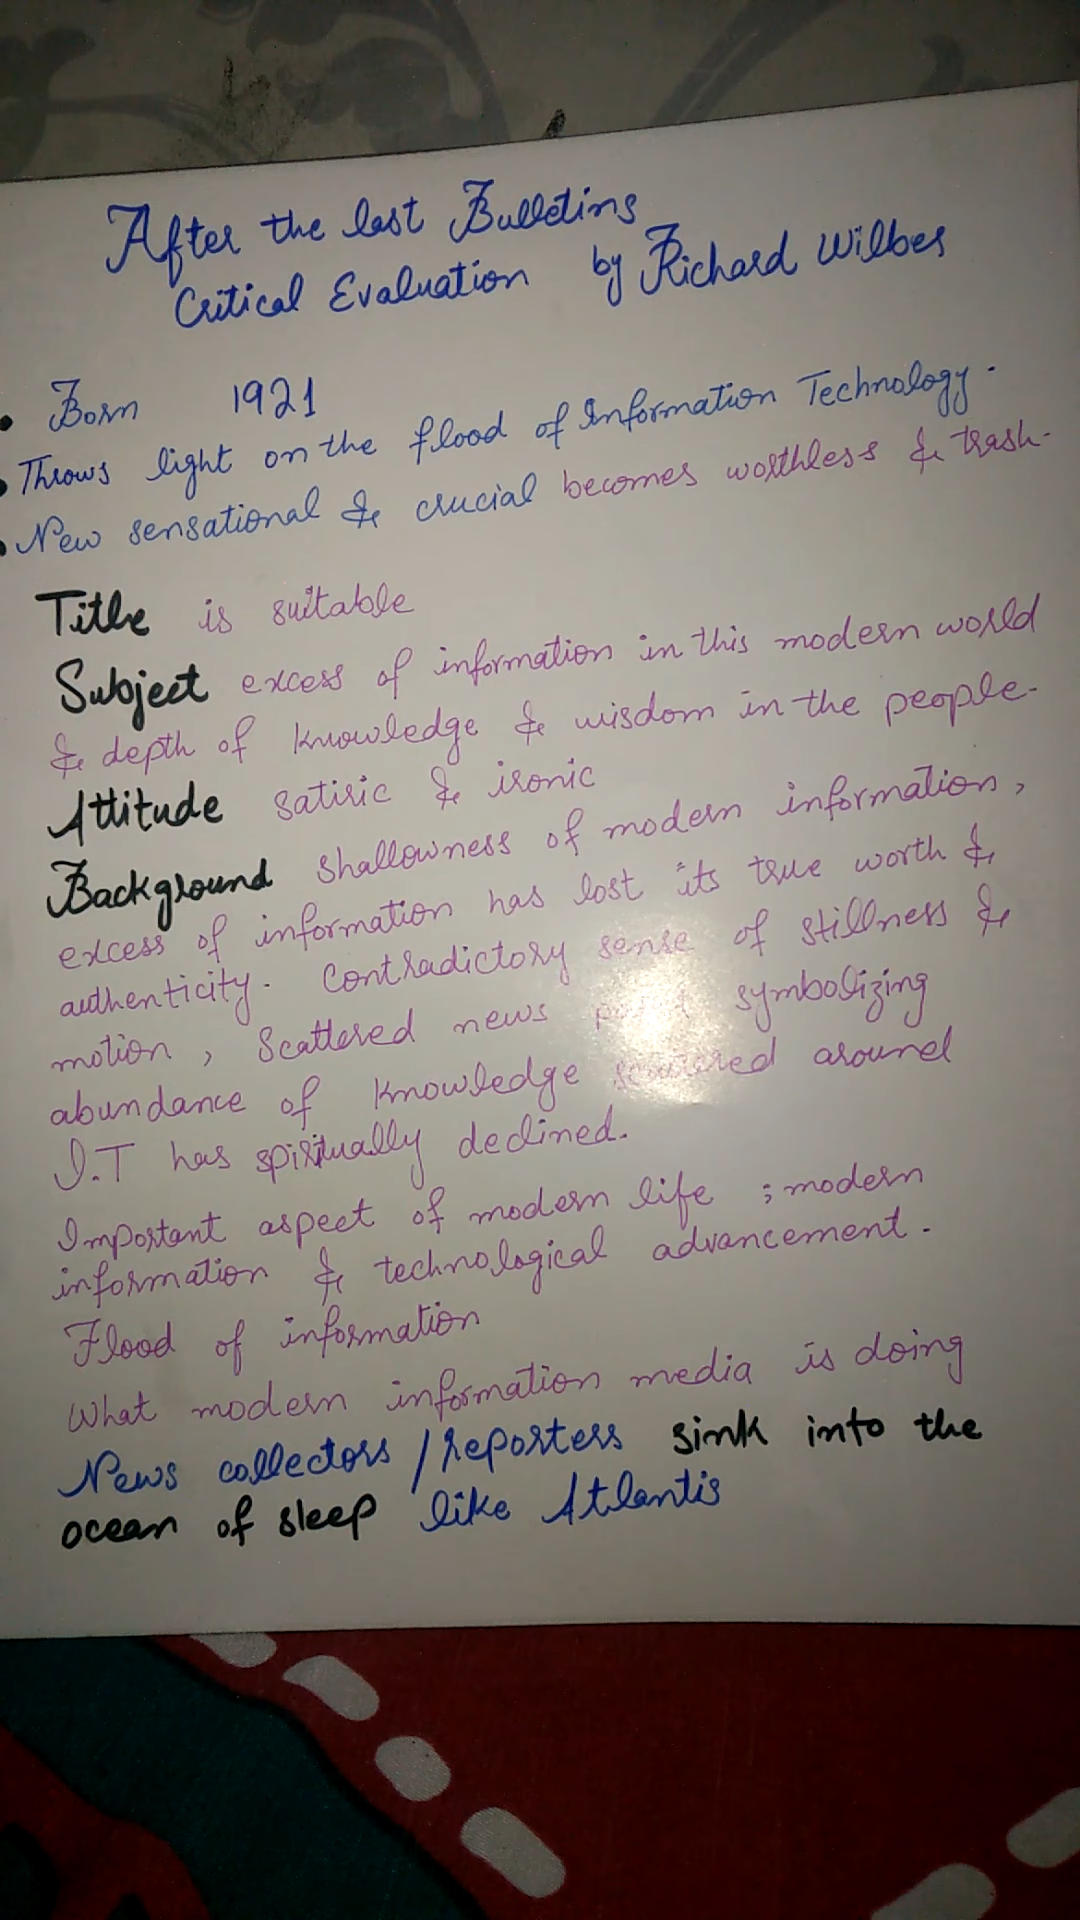 After the last Bulletins
Critical Evaluation by Richard Wilber
Born 1921
Throws light on the flood of Information Technology.
New sensational & crucial becomes worthless & trash.
Title is suitable
Subject excess of information in this modern world
& depth of knowledge & wisdom in the people.
Attitude satiric & ironic
Background shallowness of modern information,
excess of information has lost its true worth &
authenticity. Contradictory sense of stillness &
motion, Scattered news symbolizing
abundance of knowledge scattered around
I.T has spiritually declined.
Important aspect of modern life ; modern
information & technological advancement.
Flood of information
What modern information media is doing
News collectors / reporters sink into the
ocean of sleep like Atlantis